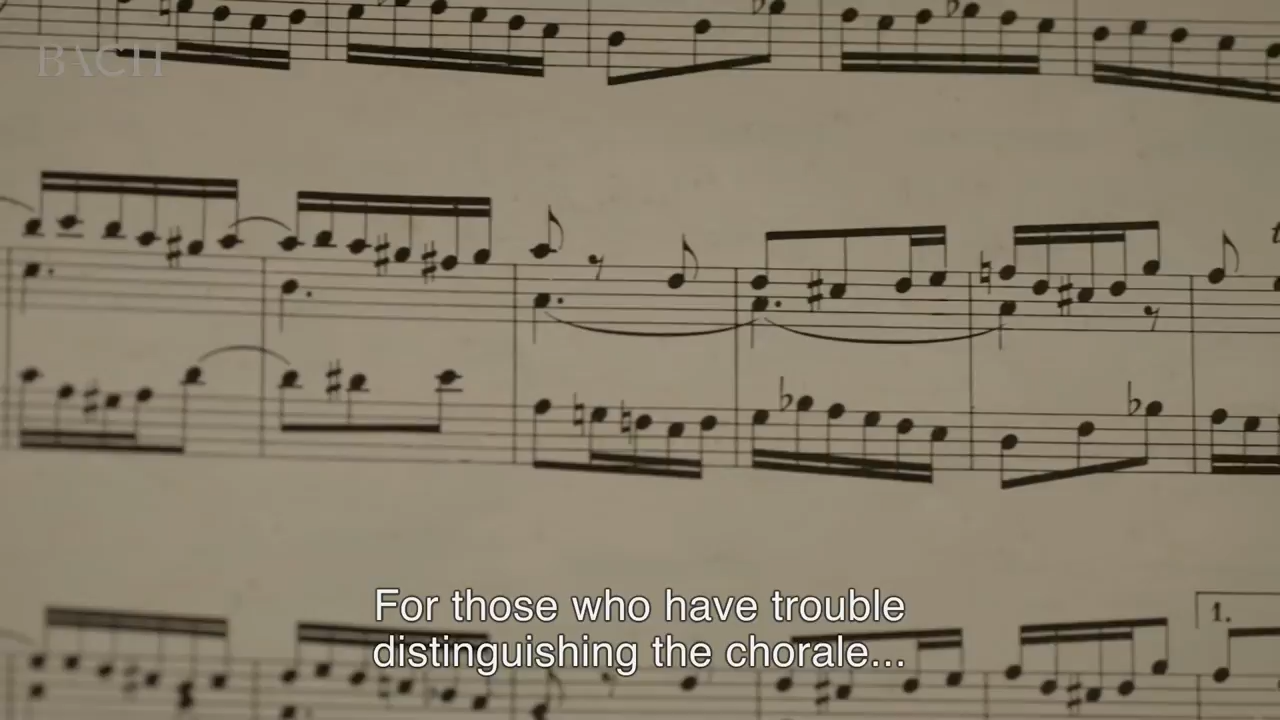 BACH
1.
For those who have trouble
distinguishing the chorale...